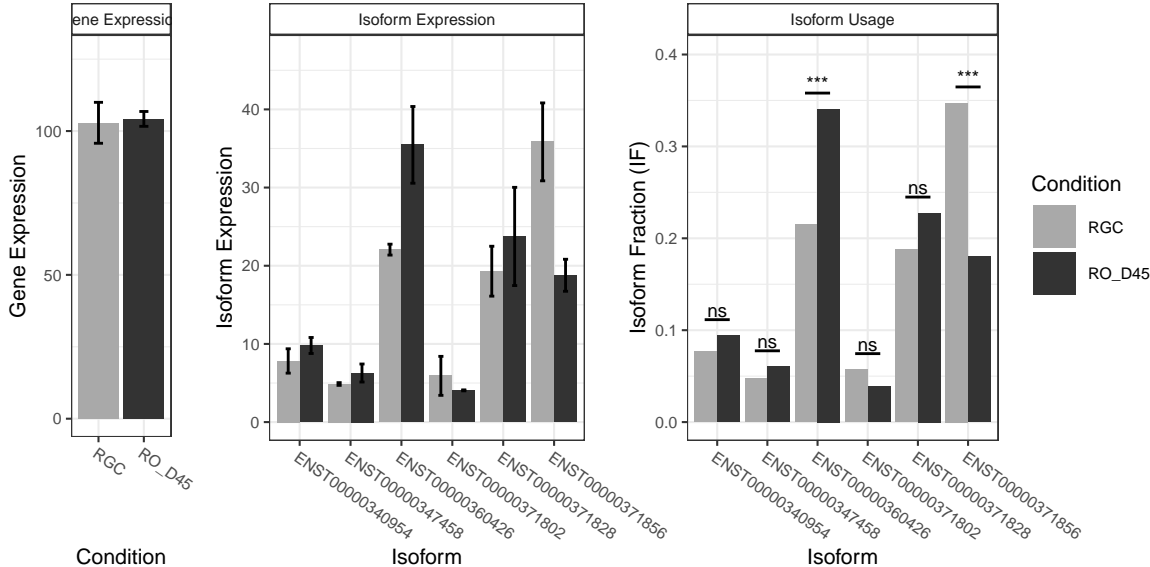 ene Expressio
Gene Expression
100
50
0
RGC
RO_D45
Condition
Isoform Expression
Isoform Expression
40
30
20
10
0
ENST00000340954
ENST00000347458
ENST00000360426
ENST00000371802
ENST00000371828
ENST00000371856
Isoform
Isoform Usage
Isoform Fraction (IF)
0.4
0.3
0.2
0.1
0.0
ns
ns
***
ns
ns
***
ENST00000340954
ENST00000347458
ENST00000360426
ENST00000371802
ENST00000371828
ENST00000371856
Isoform
Condition
RGC
RO_D45